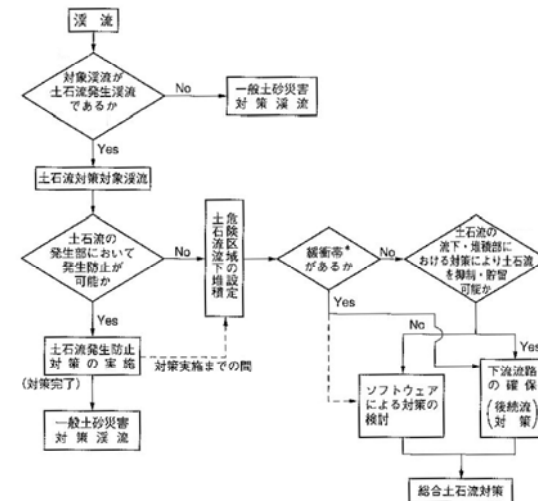 渓流
対象渓流が
土石流発生渓流
であるか
No
一般土砂災害
対策渓流
Yes
土石流対策対象渓流
土石流の
発生部において
発生防止が
可能か
No
土石流流下堆積
危険区域の設定
緩衝帯*
があるか
No
土石流の
流下・堆積部に
おける対策により土石流
を抑制・貯留
可能か
Yes
Yes
No
Yes
土石流発生防止
対策の実施
対策実施までの間
(対策完了)
一般土砂災害
対策渓流
ソフトウェア
による対策の
検討
下流流路
の確保
(後続流
対策)
総合土石流対策